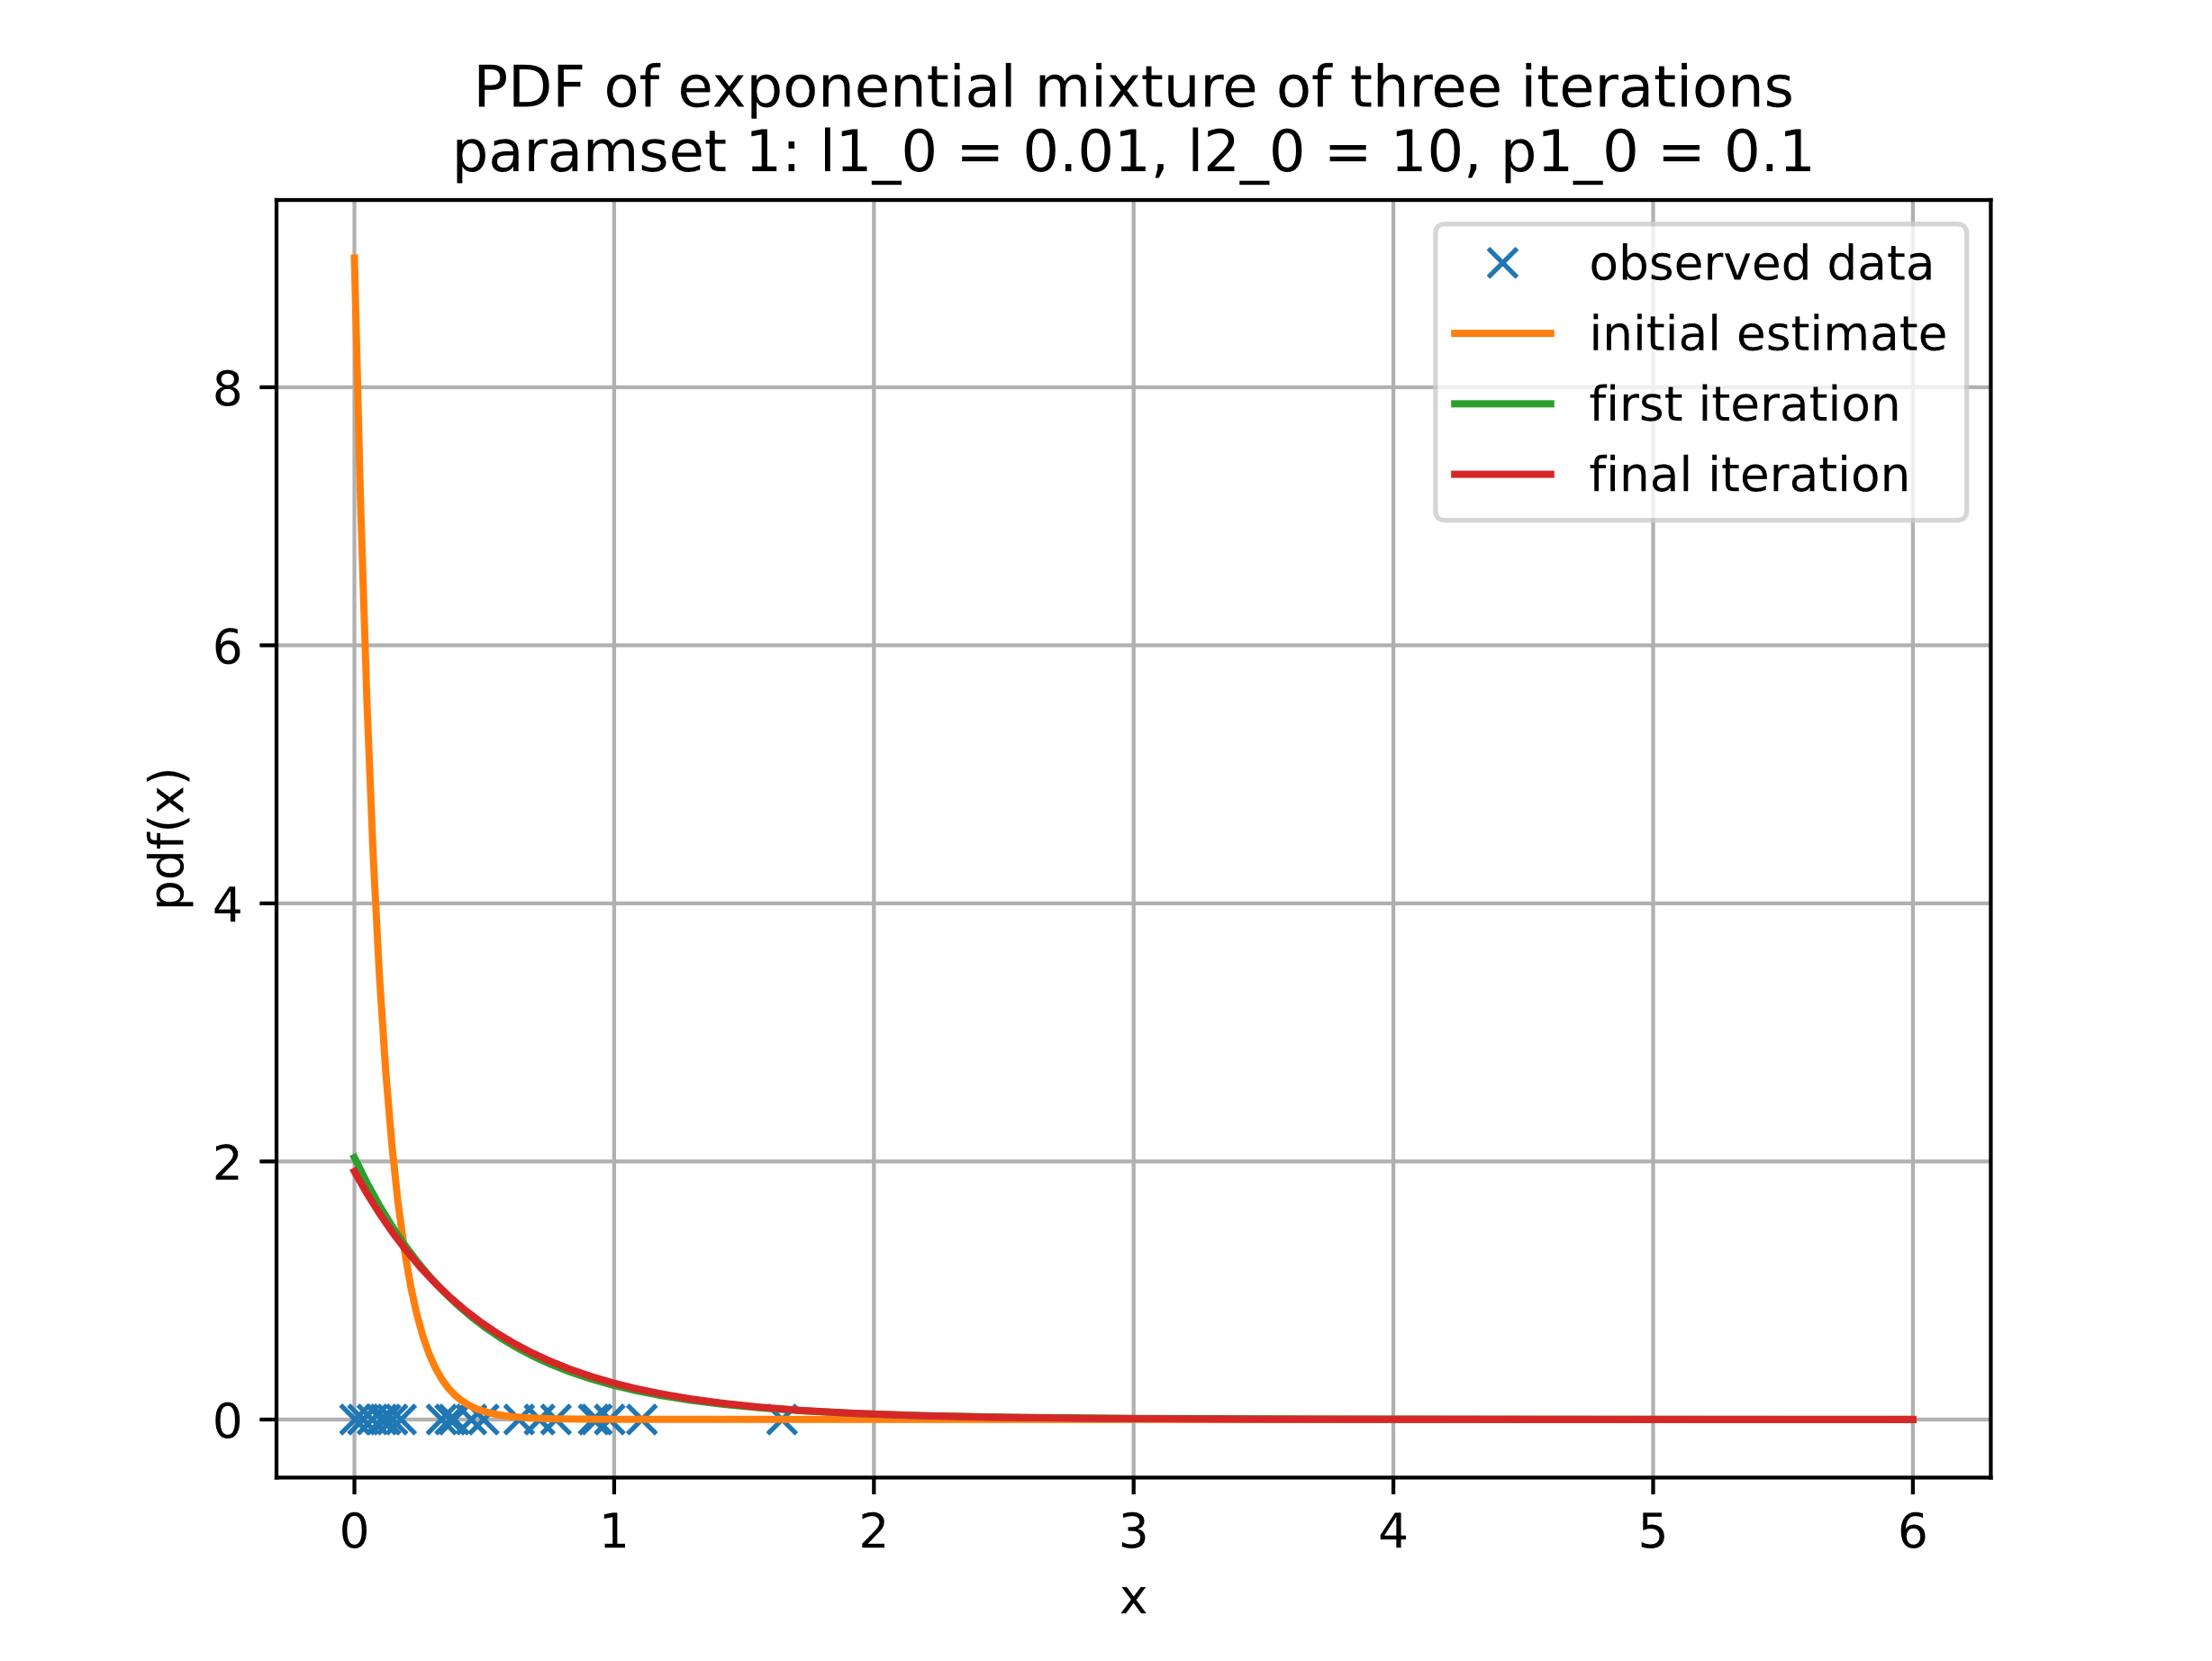 PDF of exponential mixture of three iterations
paramset 1: l1_0 = 0.01, l2_0 = 10, p1_0 = 0.1
observed data
initial estimate
first iteration
final iteration
8
6
4
2
0
pdf(x)
0 1 2 3 4 5 6
x